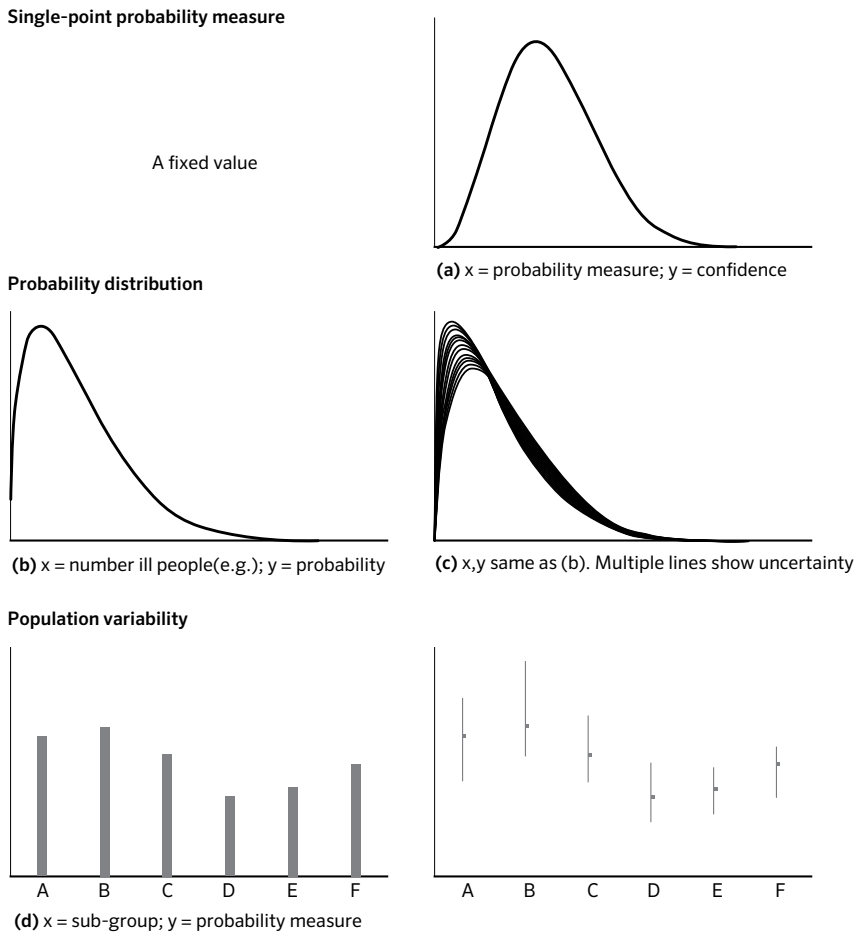 Single-point probability measure
A fixed value
(a) x = probability measure; y = confidence
Probability distribution
(b) x = number ill people(e.g.); y = probability
(c) x,y same as (b). Multiple lines show uncertainty
Population variability
A B C D E F
A B C D E F
(d) x = sub-group; y = probability measure